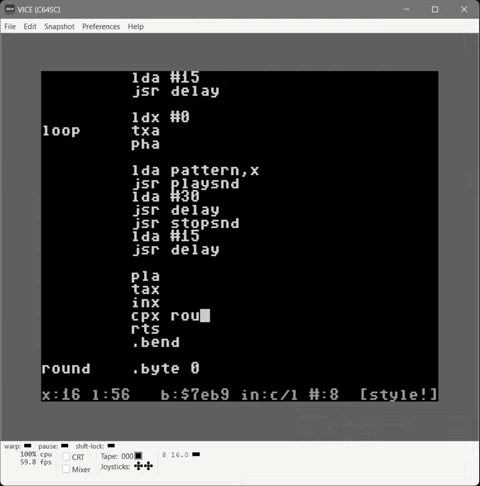 VICE (C64SC)
File Edit Snapshot Preferences Help
lda #15
jsr delay
ldx #0
loop txa
pha
lda pattern,x
jsr playsnd
lda #30
jsr delay
jsr stopsnd
lda #15
jsr delay
pla
tax
inx
cpx rou
rts
.bend
round .byte 0
x:16 l:56 b:$7eb9 in:c/l #:8 [style!]
warp: pause: shift-lock:
100% cpu
59.8 fps
CRT
Mixer
Tape: 000
Joysticks:
8 16.0